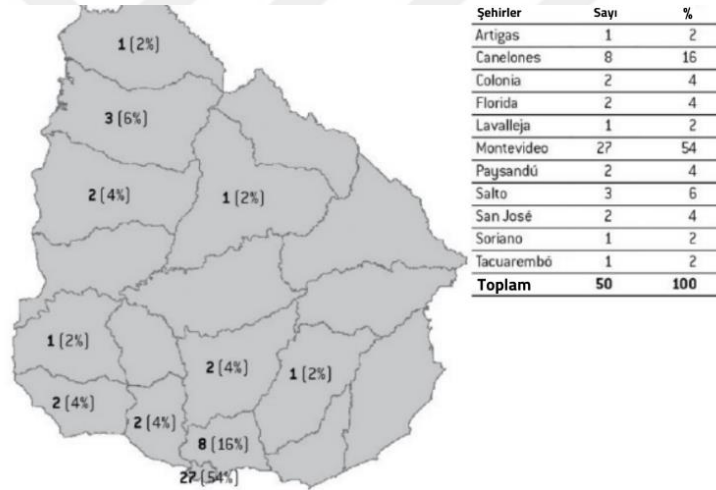 Şehirler Sayı %
Artigas 1 2
Canelones 8 16
Colonia 2 4
Florida 2 4
Lavalleja 1 2
Montevideo 27 54
Paysandú 2 4
Salto 3 6
San José 2 4
Soriano 1 2
Tacuarembó 1 2
Toplam 50 100
1 (2%)
3 (6%)
2 (4%)
1 (2%)
1 (2%)
2 (4%)
1 (2%)
2 (4%)
2 (4%)
8 (16%)
27 (54%)